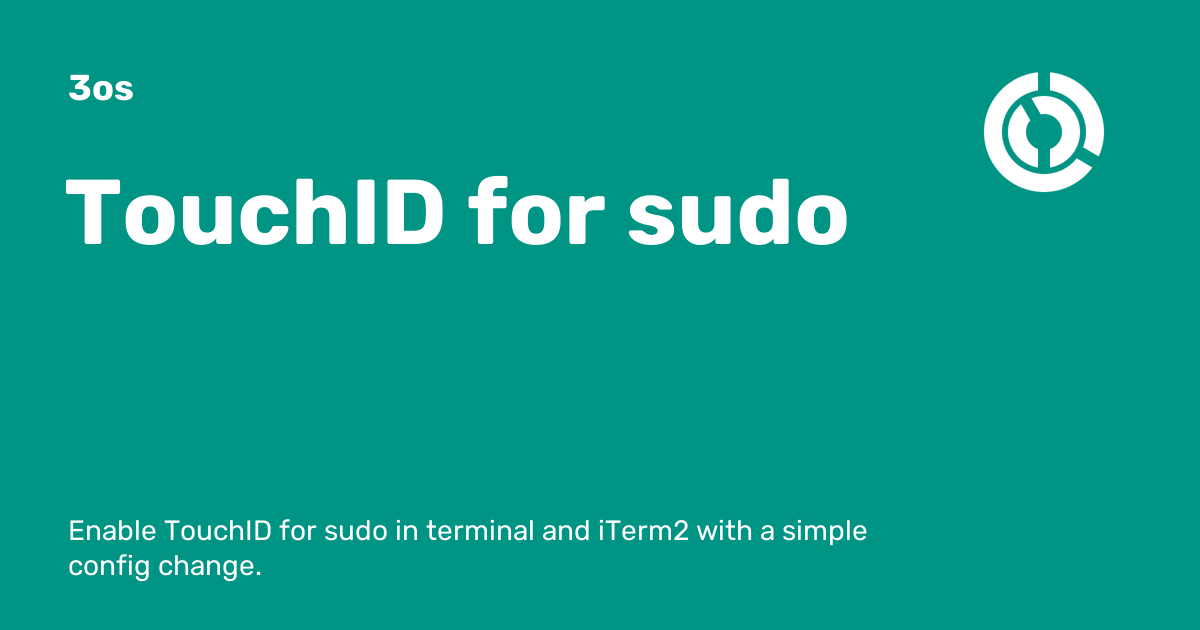 3os
TouchID for sudo
Enable TouchID for sudo in terminal and iTerm2 with a simple
config change.